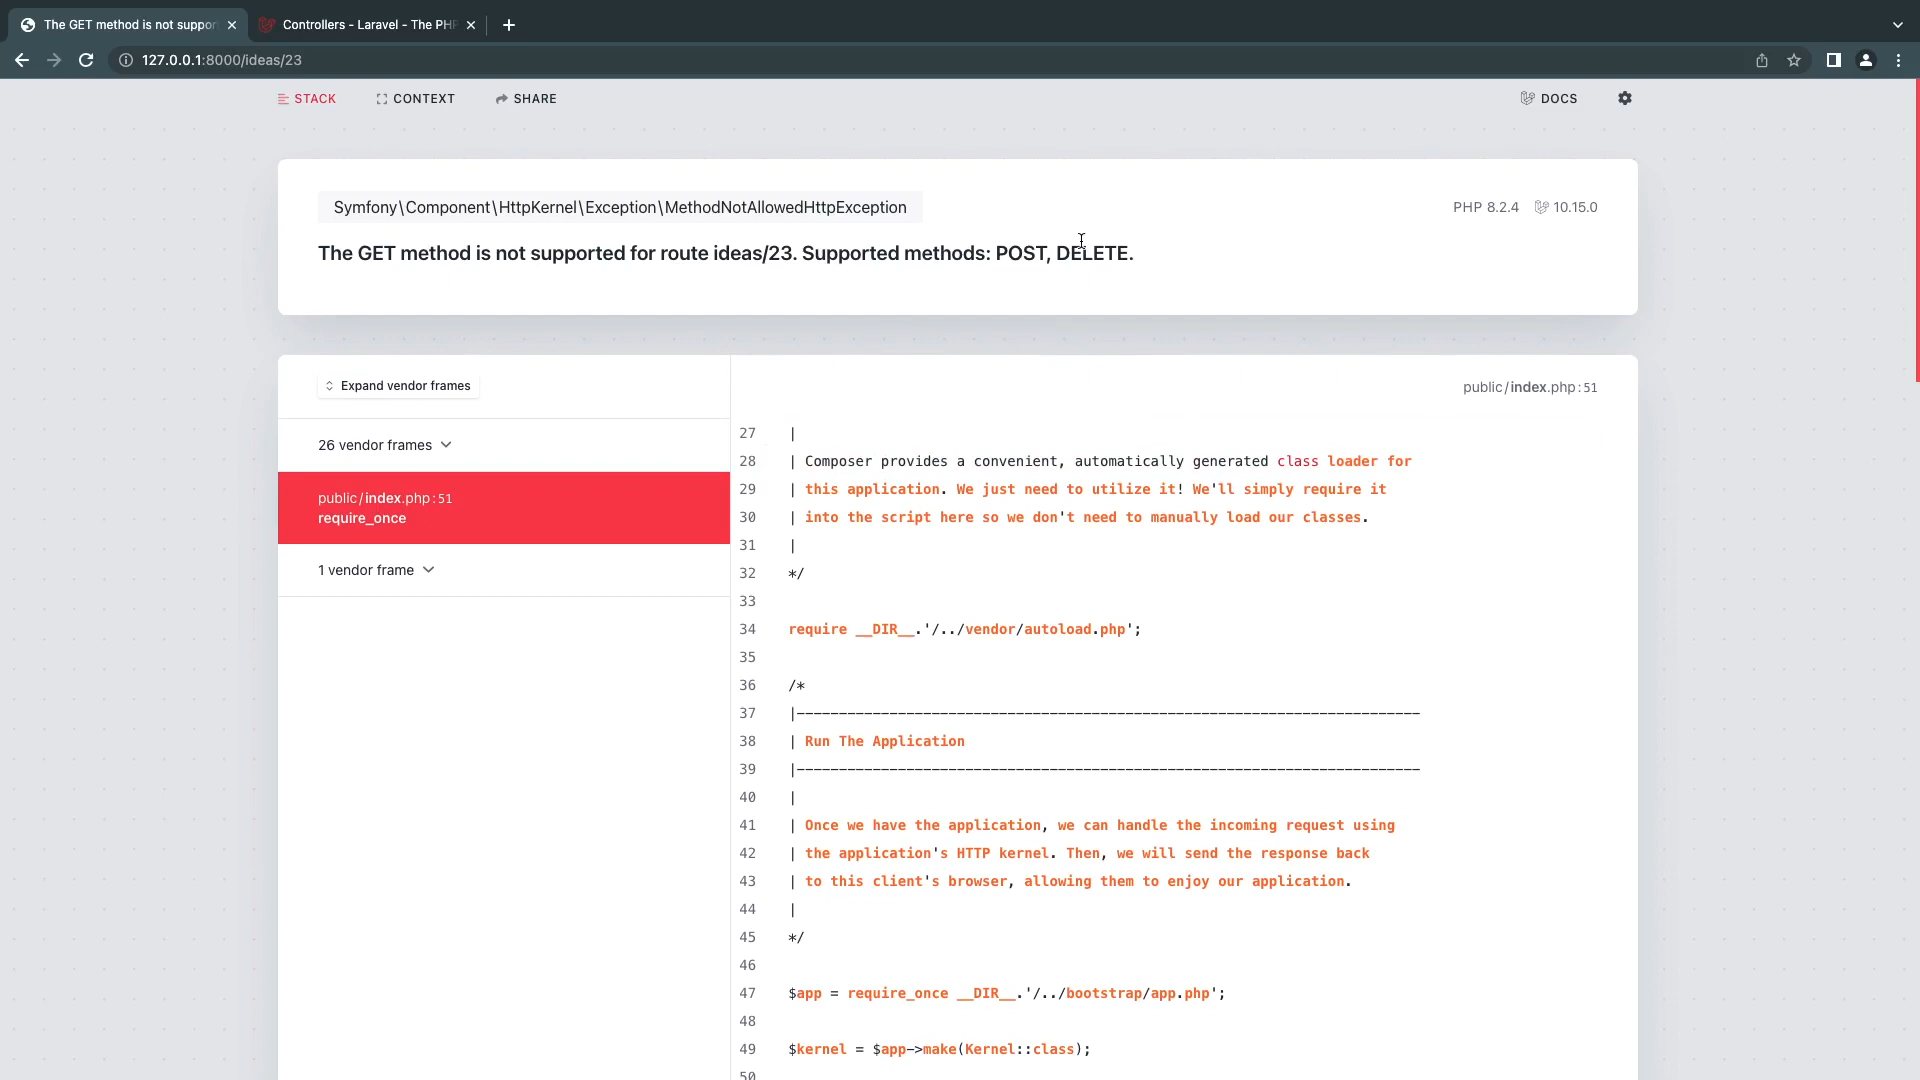 The GET method is not suppor
Controllers - Laravel - The PHP
127.0.0.1:8000/ideas/23
STACK
CONTEXT
SHARE
DOCS
Symfony\Component\HttpKernel\Exception\MethodNotAllowedHttpException
PHP 8.2.4
10.15.0
The GET method is not supported for route ideas/23. Supported methods: POST, DELETE.
Expand vendor frames
26 vendor frames
public/index.php:51
require_once
1 vendor frame
public/index.php:51
27 |
28 | Composer provides a convenient, automatically generated class loader for
29 | this application. We just need to utilize it! We'll simply require it
30 | into the script here so we don't need to manually load our classes.
31 |
32 */
33
34 require __DIR__.'/../vendor/autoload.php';
35
36 /*
37 |--------------------------------------------------------------------------
38 | Run The Application
39 |--------------------------------------------------------------------------
40 |
41 | Once we have the application, we can handle the incoming request using
42 | the application's HTTP kernel. Then, we will send the response back
43 | to this client's browser, allowing them to enjoy our application.
44 |
45 */
46
47 $app = require_once __DIR__.'/../bootstrap/app.php';
48
49 $kernel = $app->make(Kernel::class);
50